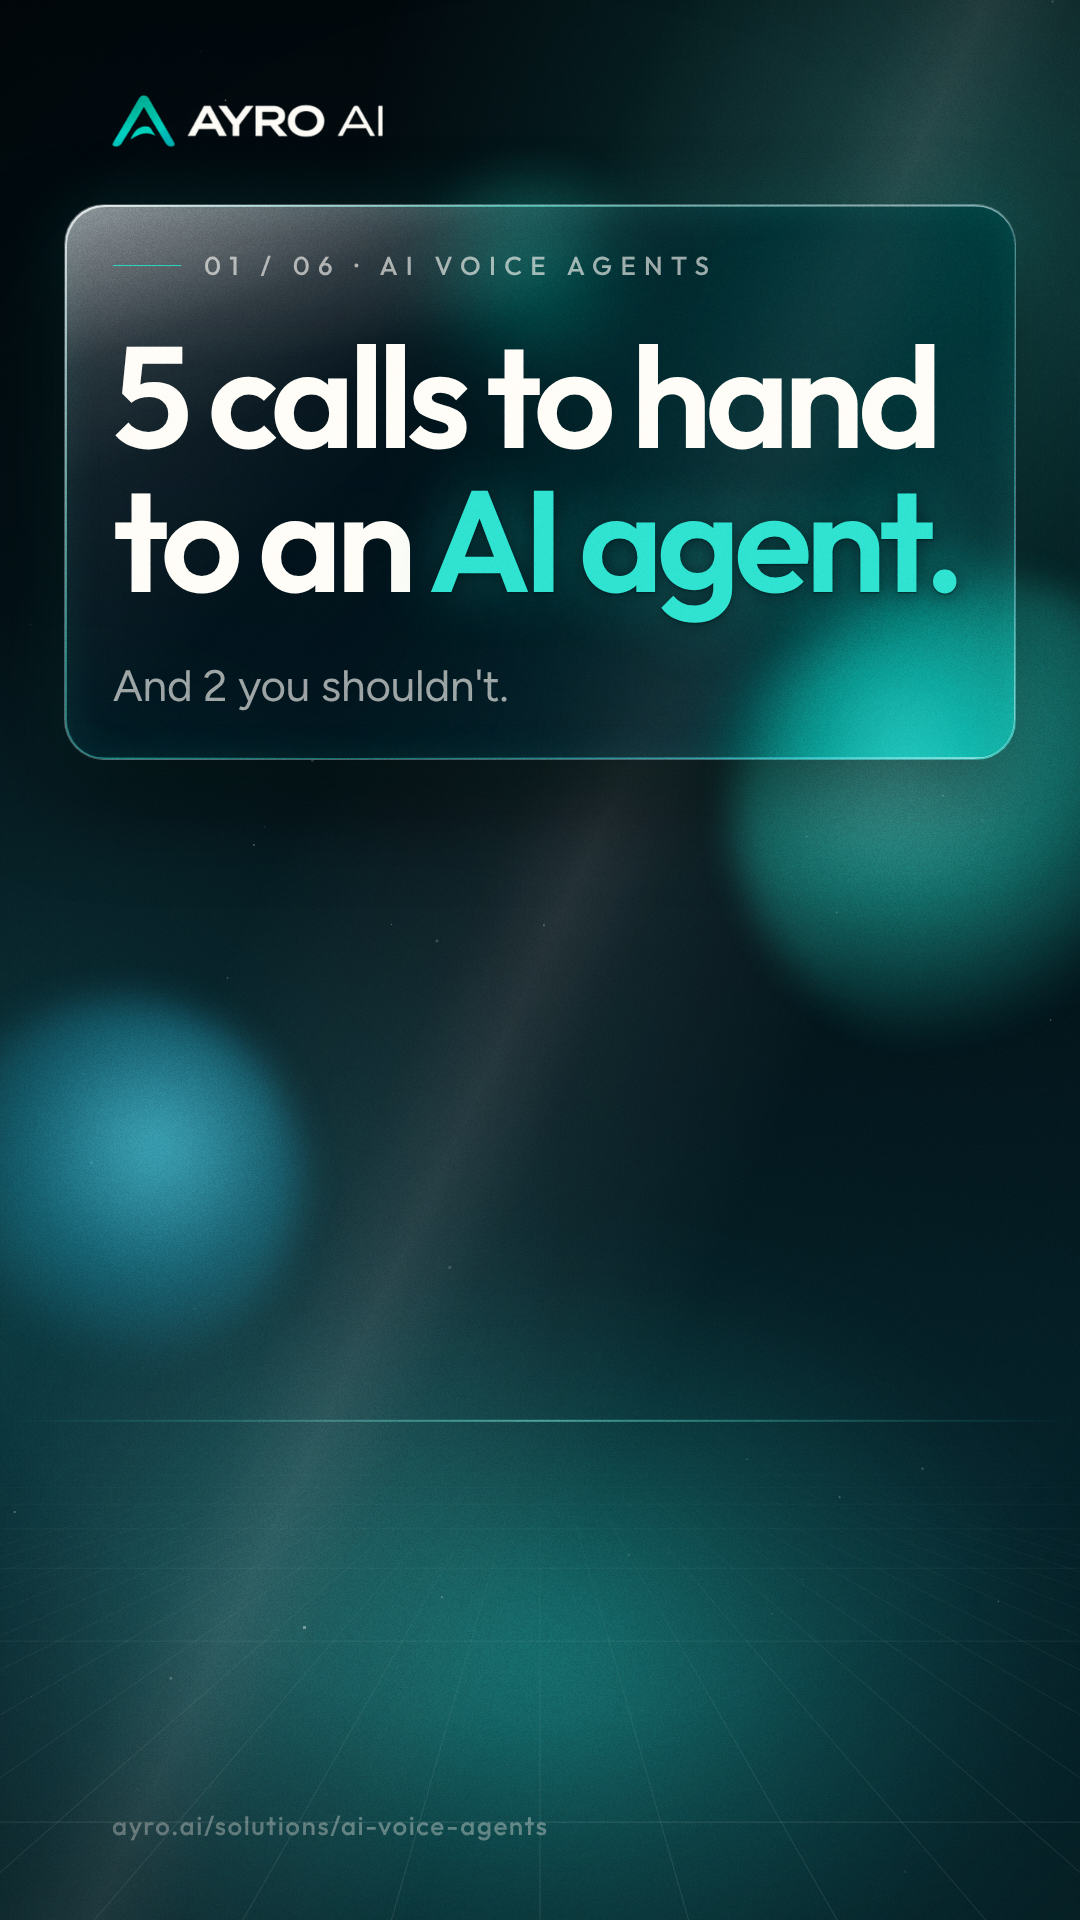 AYRO AI
01 / 06 · AI VOICE AGENTS
5 calls to hand
to an AI agent.
And 2 you shouldn't.
ayro.ai/solutions/ai-voice-agents